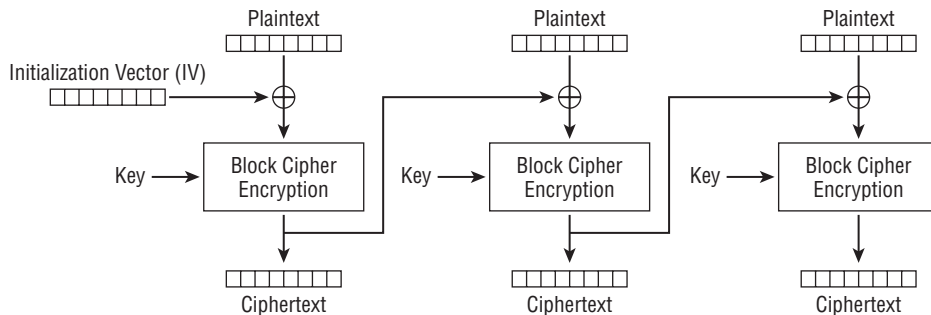 Plaintext
Plaintext
Plaintext
Initialization Vector (IV)
Key
Block Cipher
Encryption
Key
Block Cipher
Encryption
Key
Block Cipher
Encryption
Ciphertext
Ciphertext
Ciphertext